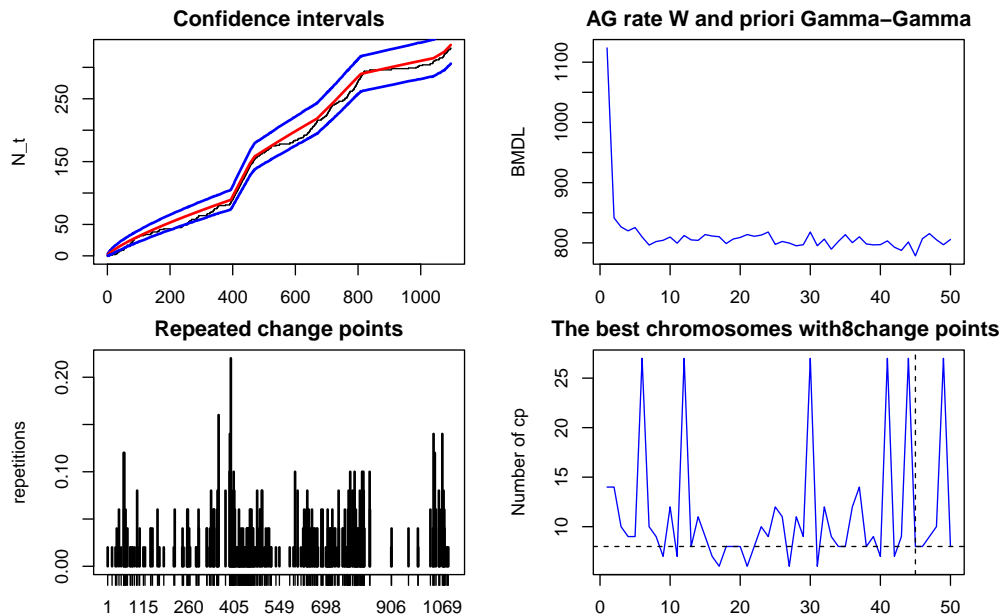 Confidence intervals
N_t
0 50 150 250
0 200 400 600 800 1000
AG rate W and priori Gamma−Gamma
BMDL
800 900 1000 1100
0 10 20 30 40 50
Repeated change points
repetitions
0.00 0.10 0.20
1 115 260 405 549 698 906 1069
The best chromosomes with8change points
Number of cp
10 15 20 25
0 10 20 30 40 50